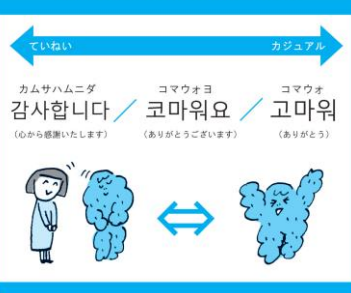 ていねい カジュアル
カムサハムニダ コマウォヨ コマウォ
감사합니다 / 코마워요 / 고마워
(心から感謝いたします) (ありがとうございます) (ありがとう)